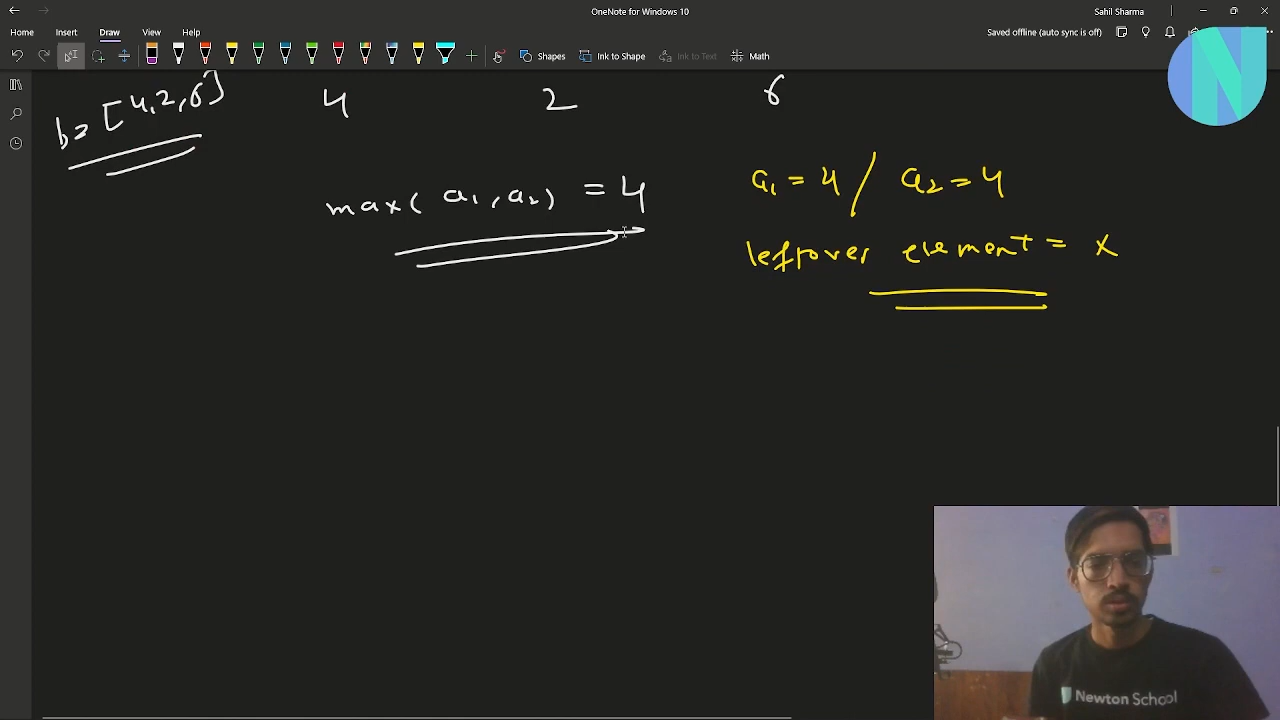 OneNote for Windows 10
Sahil Sharma
Home Insert Draw View Help
Saved offline (auto sync is off)
Shapes Ink to Shape Ink to Text Math
b= [4,2,6] 4 2 6
max( a1, a2) = 4
a1 = 4 / a2 = 4
leftover element = x
Newton School